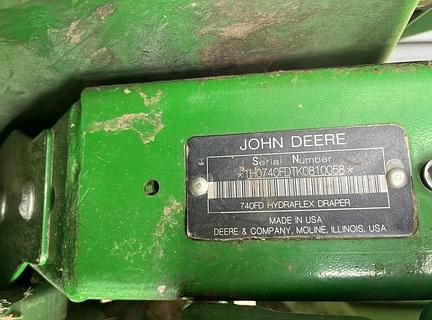 JOHN DEERE
Serial Number
*1H0740FDTK0810058*
740FD HYDRAFLEX DRAPER
MADE IN USA
DEERE & COMPANY, MOLINE, ILLINOIS, USA